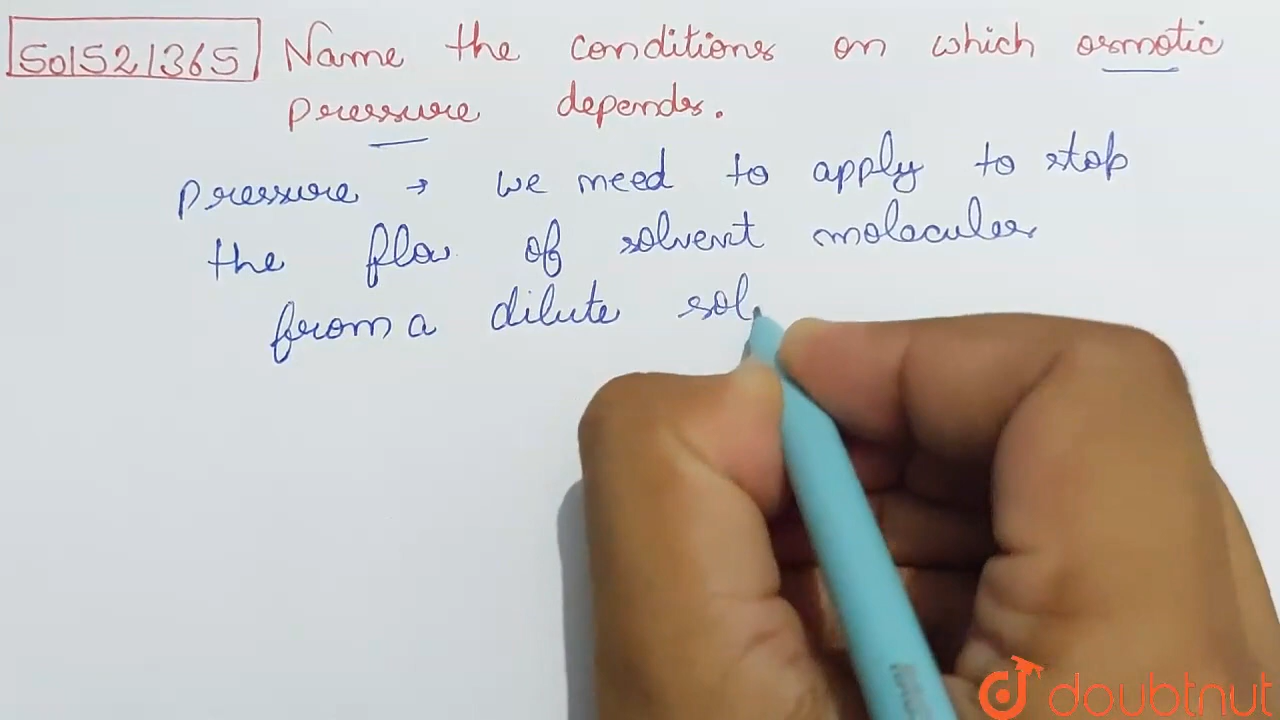 501521365 Name the conditions on which osmotic
pressure depends.
pressure → we need to apply to stop
the flow of solvent molecules
from a dilute sol
doubtnut